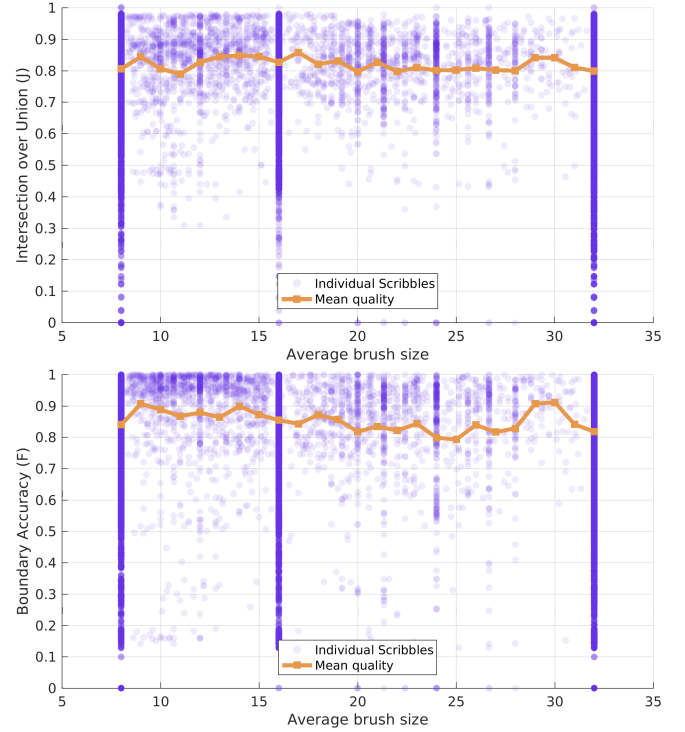 1
0.9
0.8
0.7
0.6
0.5
0.4
0.3
0.2
0.1
0
Intersection over Union (J)
Individual Scribbles
Mean quality
5 10 15 20 25 30 35
Average brush size
1
0.9
0.8
0.7
0.6
0.5
0.4
0.3
0.2
0.1
0
Boundary Accuracy (F)
Individual Scribbles
Mean quality
5 10 15 20 25 30 35
Average brush size